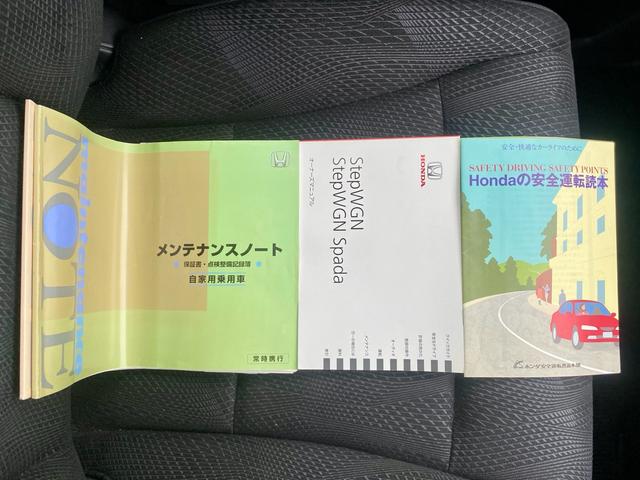 maintenance
NOTE
メンテナンスノート
保証書・点検整備記録簿
自家用乗用車
常時携行
HONDA
StepWGN
StepWGN Spada
オーナーズマニュアル
安全・快適なカーライフのために
SAFETY DRIVING SAFETY POINTS
Hondaの安全運転読本